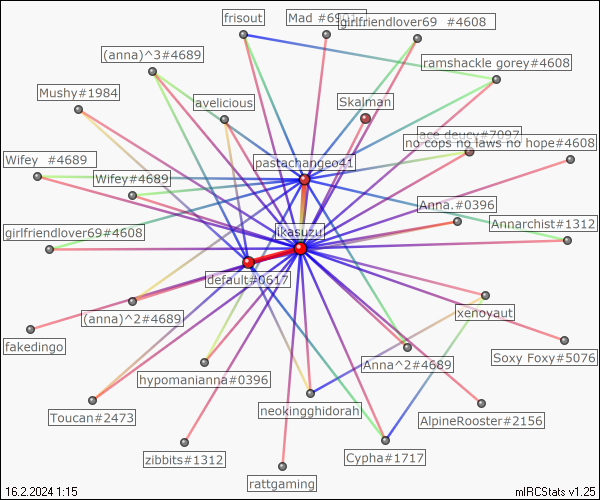 frisout
Mad #6901
girlfriendlover69 #4608
(anna)^3#4689
ramshackle gorey#4608
Mushy#1984
avelicious
Skalman
ace deucy#7097
no cops no laws no hope#4608
Wifey #4689
pastachangeo41
Wifey#4689
Anna.#0396
Annarchist#1312
girlfriendlover69#4608
ikasuzu
default#0617
(anna)^2#4689
xenoyaut
fakedingo
Anna^2#4689
Soxy Foxy#5076
hypomanianna#0396
Toucan#2473
neokingghidorah
AlpineRooster#2156
zibbits#1312
Cypha#1717
rattgaming
16.2.2024 1:15
mIRCStats v1.25